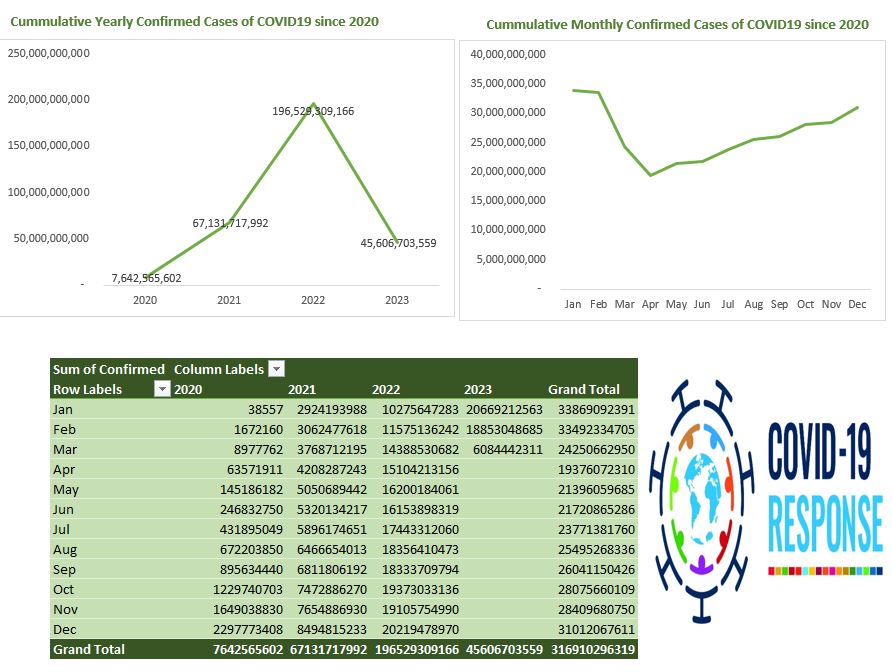 Cummulative Yearly Confirmed Cases of COVID19 since 2020
250,000,000,000
200,000,000,000
150,000,000,000
100,000,000,000
50,000,000,000
-
7,642,565,602
67,131,717,992
196,529,309,166
45,606,703,559
2020 2021 2022 2023
Cummulative Monthly Confirmed Cases of COVID19 since 2020
40,000,000,000
35,000,000,000
30,000,000,000
25,000,000,000
20,000,000,000
15,000,000,000
10,000,000,000
5,000,000,000
-
Jan Feb Mar Apr May Jun Jul Aug Sep Oct Nov Dec
Sum of Confirmed Column Labels
Row Labels 2020 2021 2022 2023 Grand Total
Jan 38557 2924193988 10275647283 20669212563 33869092391
Feb 1672160 3062477618 11575136242 18853048685 33492334705
Mar 8977762 3768712195 14388530682 6084442311 24250662950
Apr 63571911 4208287243 15104213156 19376072310
May 145186182 5050689442 16200184061 21396059685
Jun 246832750 5320134217 16153898319 21720865286
Jul 431895049 5896174651 17443312060 23771381760
Aug 672203850 6466654013 18356410473 25495268336
Sep 895634440 6811806192 18333709794 26041150426
Oct 1229740703 7472886270 19373033136 28075660109
Nov 1649038830 7654886930 19105754990 28409680750
Dec 2297773408 8494815233 20219478970 31012067611
Grand Total 7642565602 67131717992 196529309166 45606703559 316910296319
COVID-19
RESPONSE